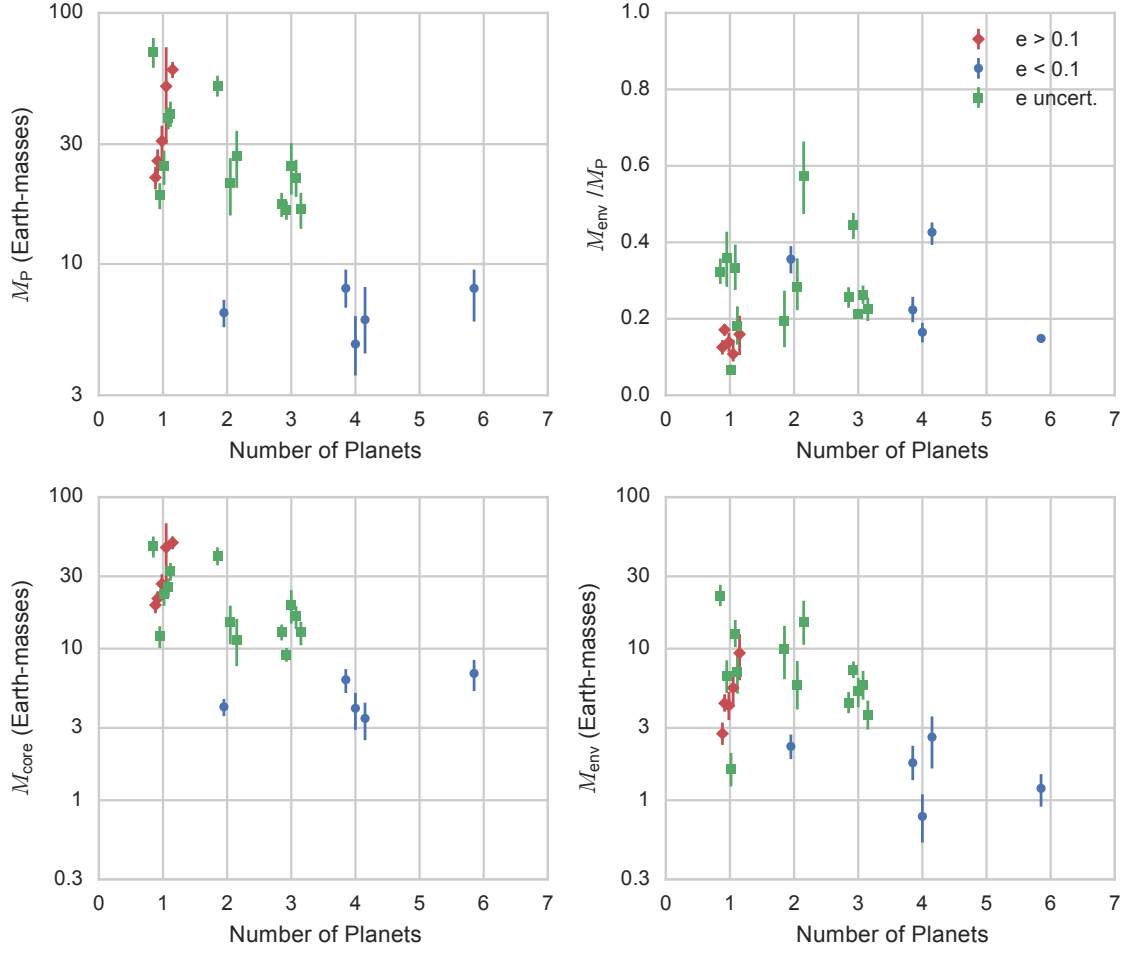 100
30
10
3
M_P (Earth-masses)
0 1 2 3 4 5 6 7
Number of Planets
1.0
0.8
0.6
0.4
0.2
0.0
M_env / M_P
e > 0.1
e < 0.1
e uncert.
0 1 2 3 4 5 6 7
Number of Planets
100
30
10
3
1
0.3
M_core (Earth-masses)
0 1 2 3 4 5 6 7
Number of Planets
100
30
10
3
1
0.3
M_env (Earth-masses)
0 1 2 3 4 5 6 7
Number of Planets